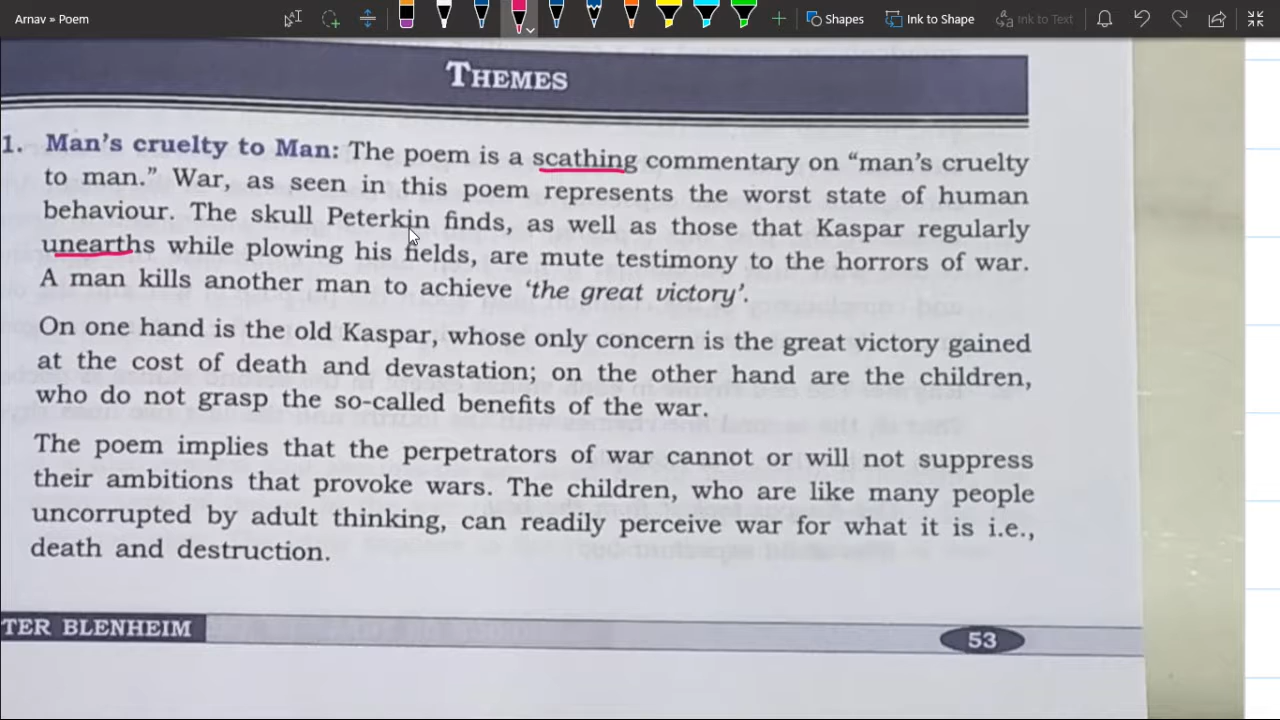 Arnav » Poem
Shapes
Ink to Shape
Ink to Text
THEMES
1. Man's cruelty to Man: The poem is a scathing commentary on “man's cruelty
to man.” War, as seen in this poem represents the worst state of human
behaviour. The skull Peterkin finds, as well as those that Kaspar regularly
unearths while plowing his fields, are mute testimony to the horrors of war.
A man kills another man to achieve ‘the great victory’.
On one hand is the old Kaspar, whose only concern is the great victory gained
at the cost of death and devastation; on the other hand are the children,
who do not grasp the so-called benefits of the war.
The poem implies that the perpetrators of war cannot or will not suppress
their ambitions that provoke wars. The children, who are like many people
uncorrupted by adult thinking, can readily perceive war for what it is i.e.,
death and destruction.
TER BLENHEIM
53